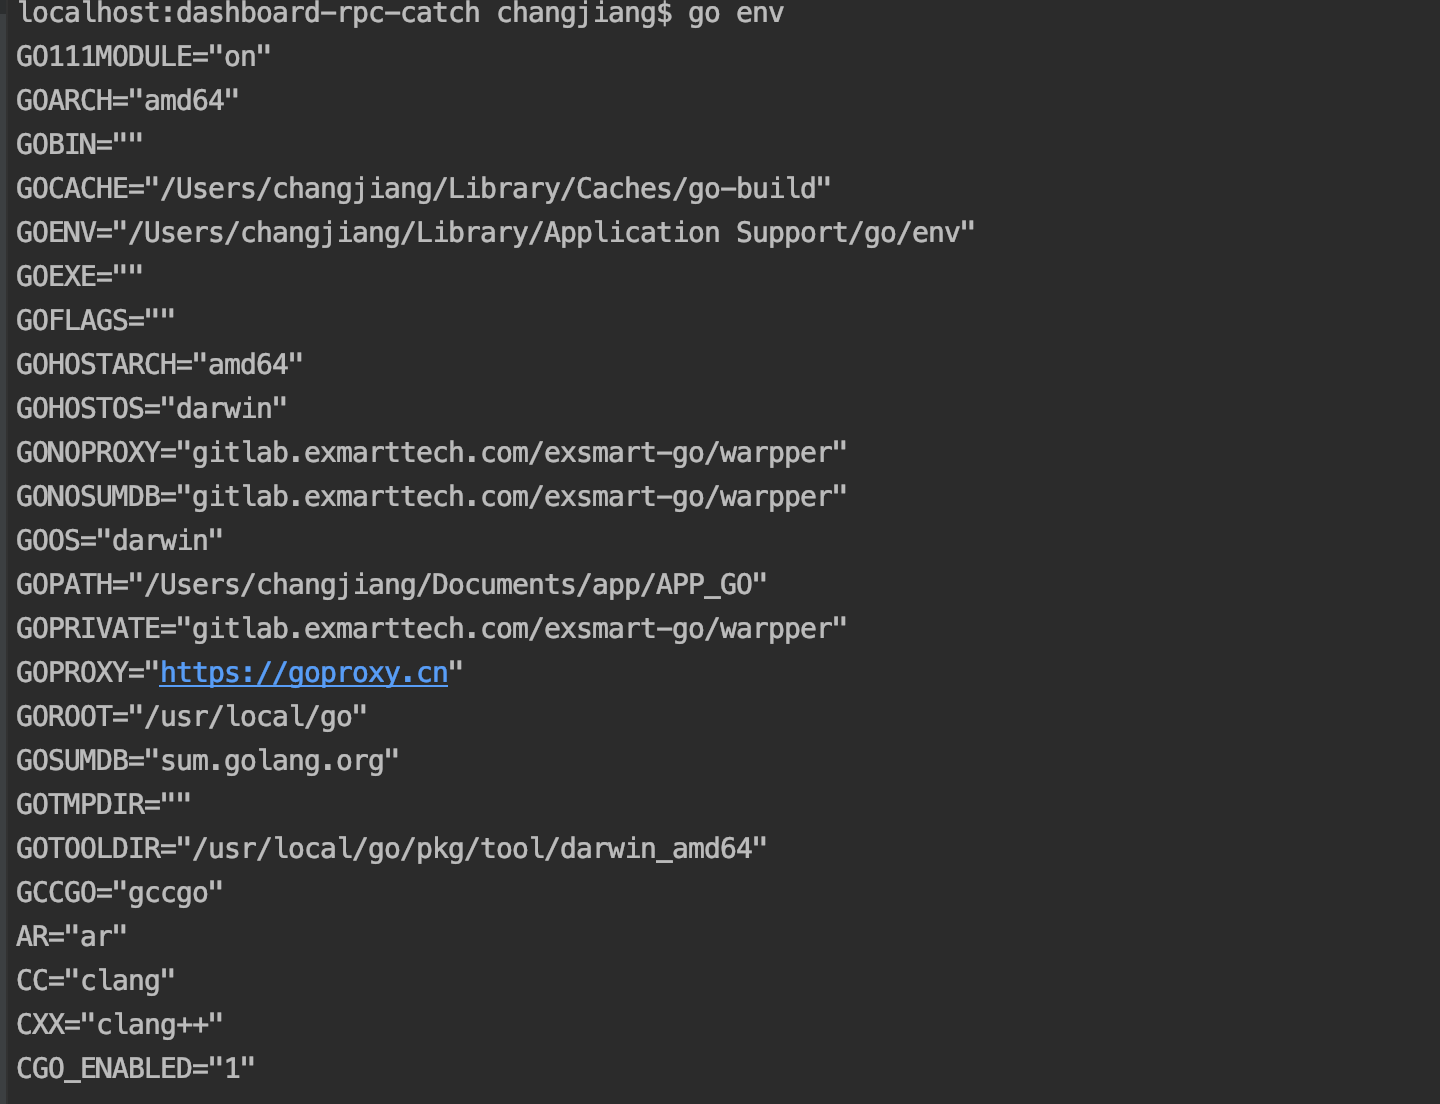 localhost:dashboard-rpc-catch changjiang$ go env
GO111MODULE="on"
GOARCH="amd64"
GOBIN=""
GOCACHE="/Users/changjiang/Library/Caches/go-build"
GOENV="/Users/changjiang/Library/Application Support/go/env"
GOEXE=""
GOFLAGS=""
GOHOSTARCH="amd64"
GOHOSTOS="darwin"
GONOPROXY="gitlab.exmarttech.com/exsmart-go/warpper"
GONOSUMDB="gitlab.exmarttech.com/exsmart-go/warpper"
GOOS="darwin"
GOPATH="/Users/changjiang/Documents/app/APP_GO"
GOPRIVATE="gitlab.exmarttech.com/exsmart-go/warpper"
GOPROXY="https://goproxy.cn"
GOROOT="/usr/local/go"
GOSUMDB="sum.golang.org"
GOTMPDIR=""
GOTOOLDIR="/usr/local/go/pkg/tool/darwin_amd64"
GCCGO="gccgo"
AR="ar"
CC="clang"
CXX="clang++"
CGO_ENABLED="1"